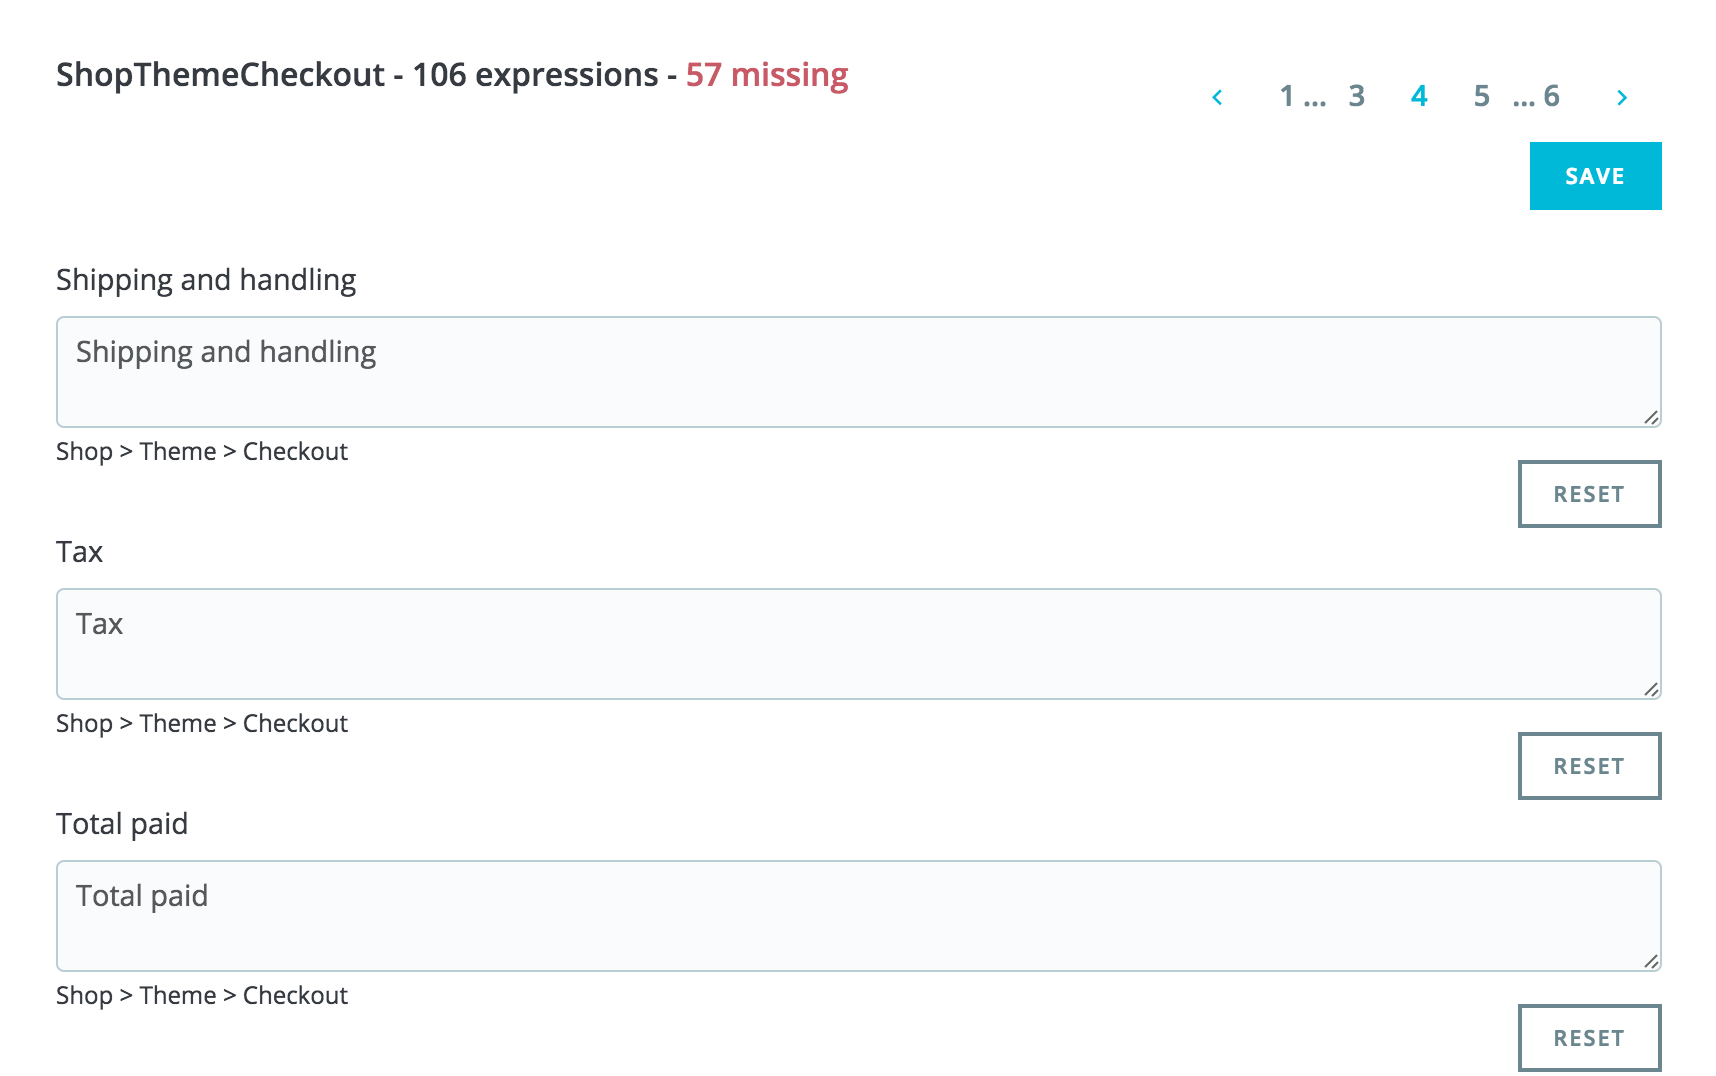 ShopThemeCheckout - 106 expressions - 57 missing
1 ... 3 4 5 ... 6
SAVE
Shipping and handling
Shipping and handling
Shop > Theme > Checkout
RESET
Tax
Tax
Shop > Theme > Checkout
RESET
Total paid
Total paid
Shop > Theme > Checkout
RESET